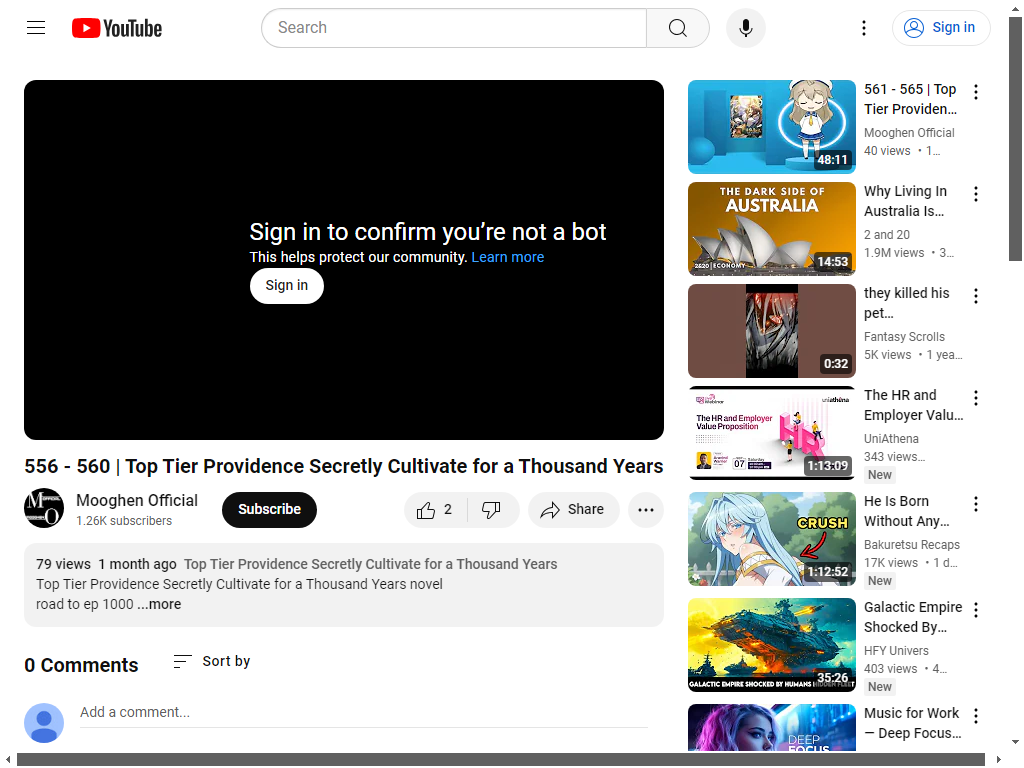 YouTube
Search
Sign in
Sign in to confirm you’re not a bot
This helps protect our community. Learn more
Sign in
556 - 560 | Top Tier Providence Secretly Cultivate for a Thousand Years
Mooghen Official
1.26K subscribers
Subscribe
2
Share
79 views 1 month ago Top Tier Providence Secretly Cultivate for a Thousand Years
Top Tier Providence Secretly Cultivate for a Thousand Years novel
road to ep 1000 ...more
0 Comments
Sort by
Add a comment...
48:11
561 - 565 | Top
Tier Providen...
Mooghen Official
40 views • 1...
THE DARK SIDE OF
AUSTRALIA
2&20 | ECONOMY
14:53
Why Living In
Australia Is...
2 and 20
1.9M views • 3...
0:32
they killed his
pet...
Fantasy Scrolls
5K views • 1 yea...
Webinar
uniathena
The HR and Employer
Value Proposition
HR
07 Saturday
1:13:09
The HR and
Employer Valu...
UniAthena
343 views...
New
CRUSH
1:12:52
He Is Born
Without Any...
Bakuretsu Recaps
17K views • 1 d...
New
35:26
GALACTIC EMPIRE SHOCKED BY HUMANS HIDDEN FLEET
Galactic Empire
Shocked By...
HFY Univers
403 views • 4...
New
DEEP
FOCUS
Music for Work
— Deep Focus...